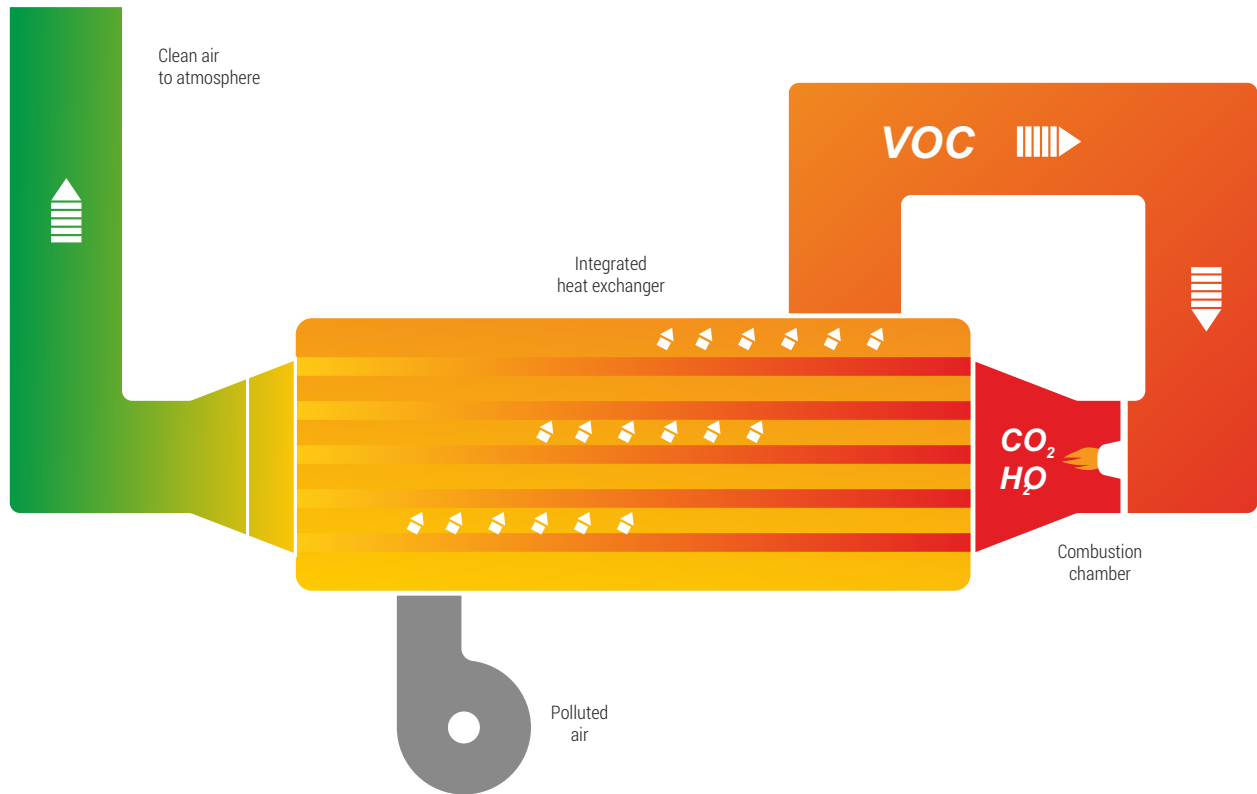 Clean air
to atmosphere
VOC
Integrated
heat exchanger
CO₂
H₂O
Combustion
chamber
Polluted
air